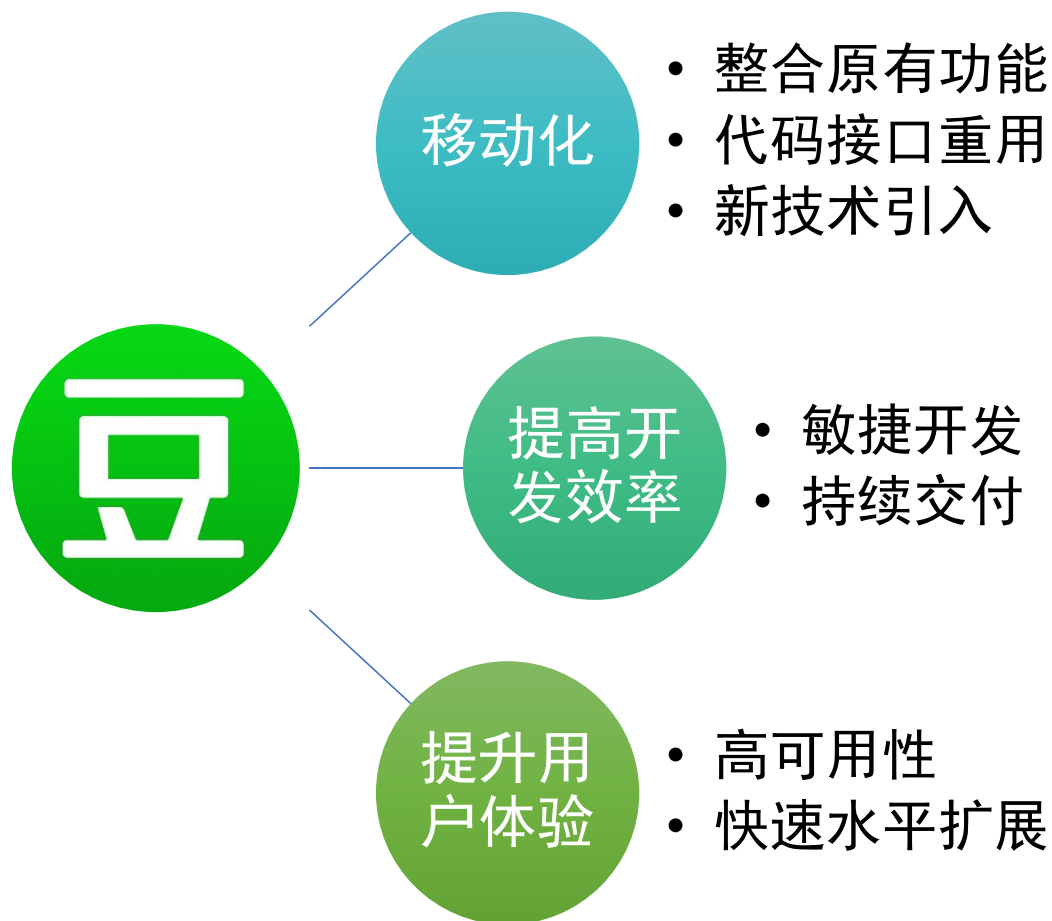 移动化
• 整合原有功能
• 代码接口重用
• 新技术引入
豆
提高开
发效率
• 敏捷开发
• 持续交付
提升用
户体验
• 高可用性
• 快速水平扩展